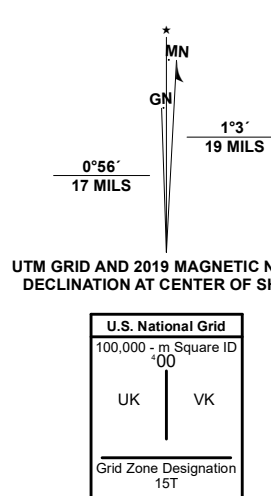 ★
MN
GN
1°3´
19 MILS
0°56´
17 MILS
UTM GRID AND 2019 MAGNETIC N
DECLINATION AT CENTER OF SH
U.S. National Grid
100,000 - m Square ID
⁴00
UK VK
Grid Zone Designation
15T